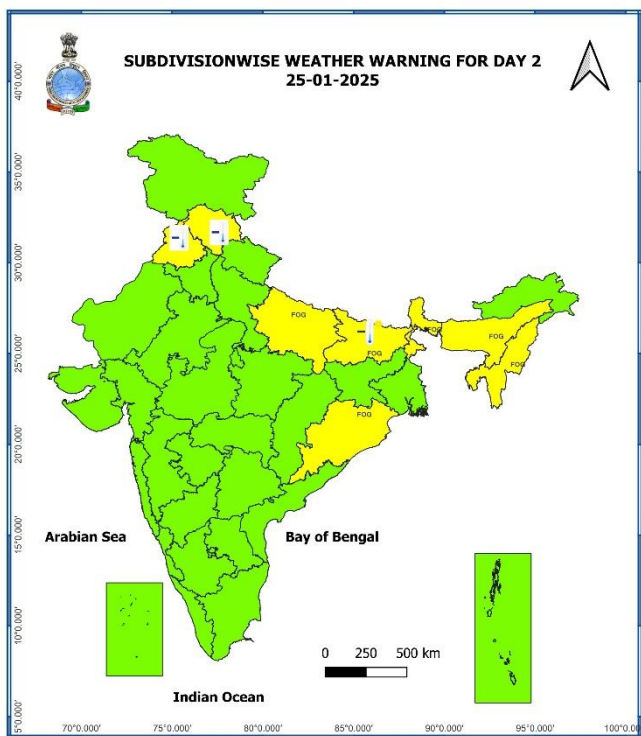 SUBDIVISIONWISE WEATHER WARNING FOR DAY 2
25-01-2025
40°0.000'
35°0.000'
30°0.000'
25°0.000'
20°0.000'
15°0.000'
10°0.000'
5°0.000'
FOG
FOG
FOG
FOG
FOG
FOG
Arabian Sea
Bay of Bengal
0 250 500 km
Indian Ocean
70°0.000' 75°0.000' 80°0.000' 85°0.000' 90°0.000' 95°0.000' 100°0.00